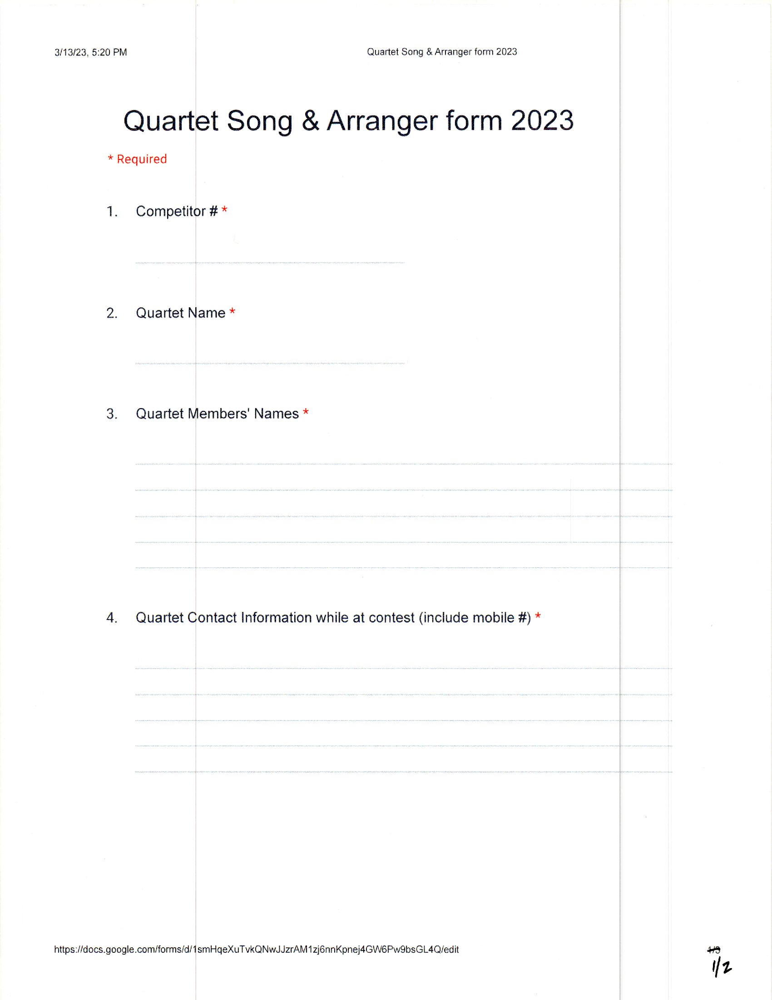 3/13/23, 5:20 PM
Quartet Song & Arranger form 2023
Quartet Song & Arranger form 2023
* Required
1. Competitor # *
2. Quartet Name *
3. Quartet Members' Names *
4. Quartet Contact Information while at contest (include mobile #) *
https://docs.google.com/forms/d/1smHqeXuTvkQNwJJzrAM1zj6nnKpnej4GW6Pw9bsGL4Q/edit
1/2